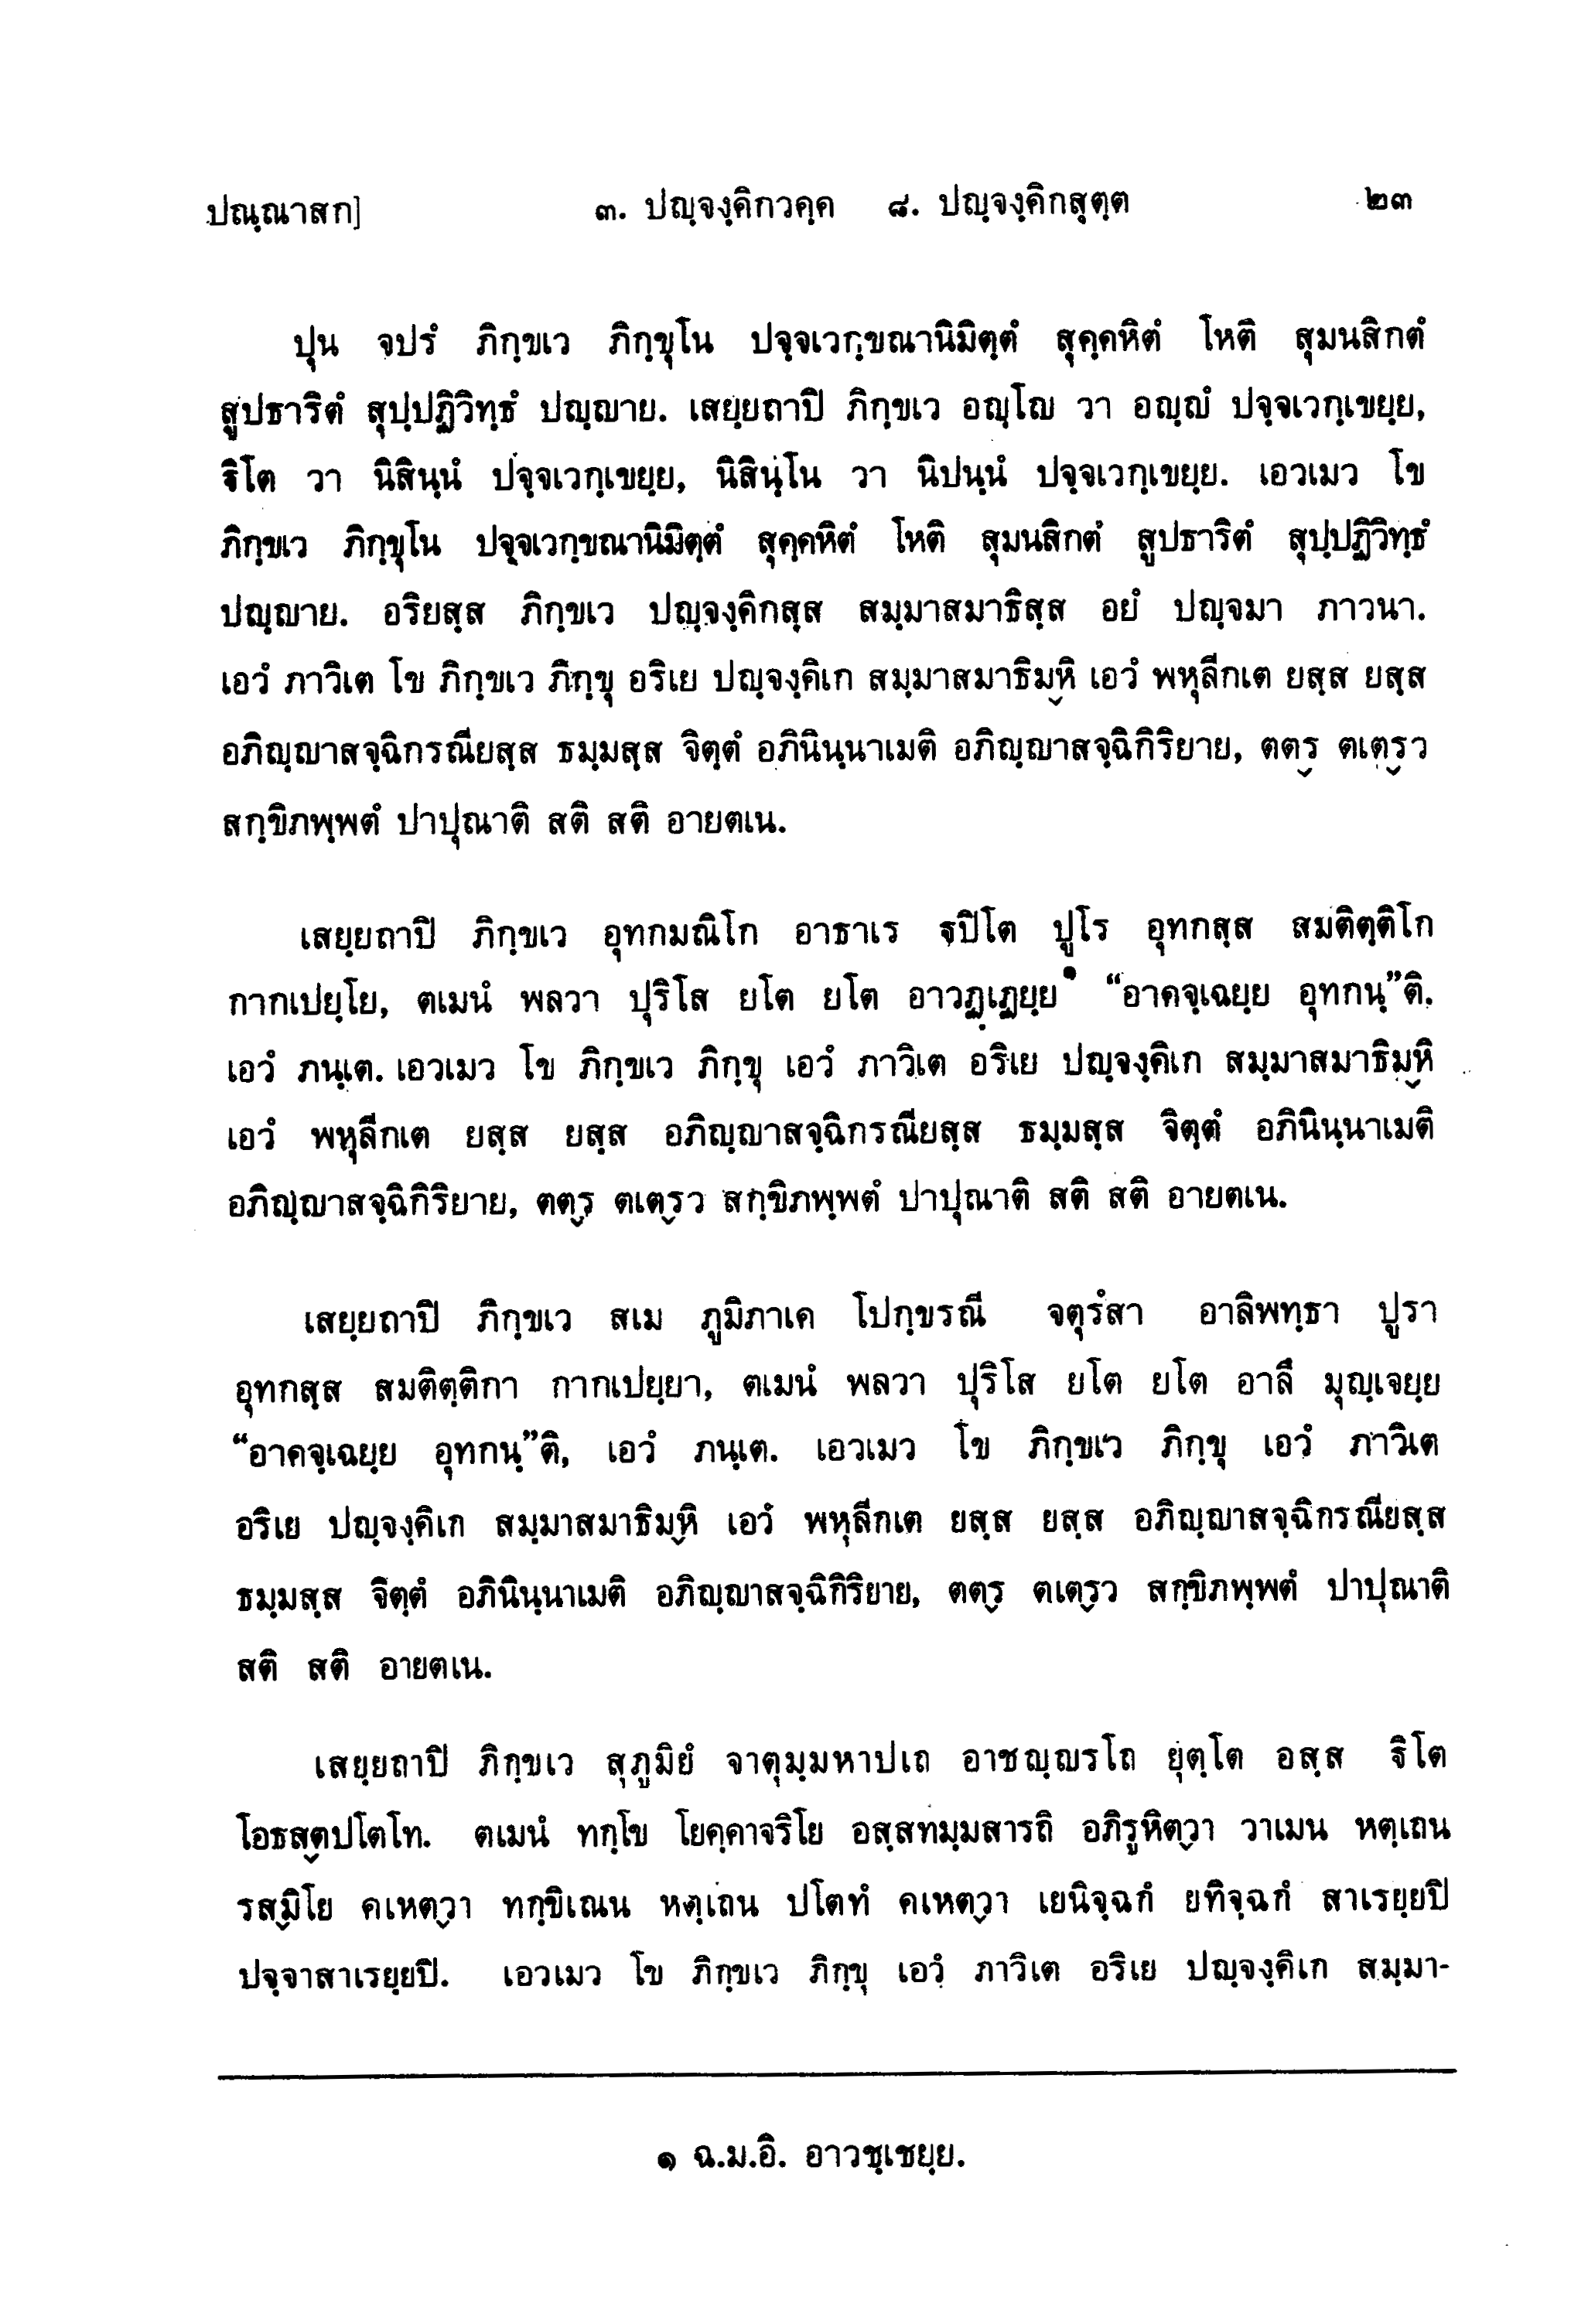 ปณฺณาสก]	๓. ปญฺจงฺคิกวคฺค ๘. ปญฺจงฺคิกสุตฺต	๒๓
ปุน จปรํ ภิกฺขเว ภิกฺขุโน ปจฺจเวกฺขณานิมิตฺตํ สุคฺคหิตํ โหติ สุมนสิกตํ
สูปธาริตํ สุปฺปฏิวิทฺธํ ปญฺญาย. เสยฺยถาปิ ภิกฺขเว อญฺโญ วา อญฺญํ ปจฺจเวกฺเขยฺย,
ฐิโต วา นิสินฺนํ ปจฺจเวกฺเขยฺย, นิสินฺโน วา นิปนฺนํ ปจฺจเวกฺเขยฺย. เอวเมว โข
ภิกฺขเว ภิกฺขุโน ปจฺจเวกฺขณานิมิตฺตํ สุคฺคหิตํ โหติ สุมนสิกตํ สูปธาริตํ สุปฺปฏิวิทฺธํ
ปญฺญาย. อริยสฺส ภิกฺขเว ปญฺจงฺคิกสฺส สมฺมาสมาธิสฺส อยํ ปญฺจมา ภาวนา.
เอวํ ภาวิเต โข ภิกฺขเว ภิกฺขุ อริเย ปญฺจงฺคิเก สมฺมาสมาธิมฺหิ เอวํ พหุลีกเต ยสฺส ยสฺส
อภิญฺญาสจฺฉิกรณียสฺส ธมฺมสฺส จิตฺตํ อภินินฺนาเมติ อภิญฺญาสจฺฉิกิริยาย, ตตฺร ตเตฺรว
สกฺขิภพฺพตํ ปาปุณาติ สติ สติ อายตเน.
เสยฺยถาปิ ภิกฺขเว อุทกมณิโก อาธาเร ฐปิโต ปูโร อุทกสฺส สมติตฺติโก
กากเปยฺโย, ตเมนํ พลวา ปุริโส ยโต ยโต อาวฏฺเฏยฺย๑ “อาคจฺเฉยฺย อุทกนฺ”ติ.
เอวํ ภนฺเต. เอวเมว โข ภิกฺขเว ภิกฺขุ เอวํ ภาวิเต อริเย ปญฺจงฺคิเก สมฺมาสมาธิมฺหิ
เอวํ พหุลีกเต ยสฺส ยสฺส อภิญฺญาสจฺฉิกรณียสฺส ธมฺมสฺส จิตฺตํ อภินินฺนาเมติ
อภิญฺญาสจฺฉิกิริยาย, ตตฺร ตเตฺรว สกฺขิภพฺพตํ ปาปุณาติ สติ สติ อายตเน.
เสยฺยถาปิ ภิกฺขเว สเม ภูมิภาเค โปกฺขรณี จตุรํสา อาลิพทฺธา ปูรา
อุทกสฺส สมติตฺติกา กากเปยฺยา, ตเมนํ พลวา ปุริโส ยโต ยโต อาลึ มุญฺเจยฺย
“อาคจฺเฉยฺย อุทกนฺ”ติ, เอวํ ภนฺเต. เอวเมว โข ภิกฺขเว ภิกฺขุ เอวํ ภาวิเต
อริเย ปญฺจงฺคิเก สมฺมาสมาธิมฺหิ เอวํ พหุลีกเต ยสฺส ยสฺส อภิญฺญาสจฺฉิกรณียสฺส
ธมฺมสฺส จิตฺตํ อภินินฺนาเมติ อภิญฺญาสจฺฉิกิริยาย, ตตฺร ตเตฺรว สกฺขิภพฺพตํ ปาปุณาติ
สติ สติ อายตเน.
เสยฺยถาปิ ภิกฺขเว สุภูมิยํ จาตุมฺมหาปเถ อาชญฺญรโถ ยุตฺโต อสฺส ฐิโต
โอธสฺตปโตโท. ตเมนํ ทกฺโข โยคฺคาจริโย อสฺสทมฺมสารถิ อภิรูหิตฺวา วาเมน หตฺเถน
รสฺมิโย คเหตฺวา ทกฺขิเณน หตฺเถน ปโตทํ คเหตฺวา เยนิจฺฉกํ ยทิจฺฉกํ สาเรยฺยปิ
ปจฺจาสาเรยฺยปิ. เอวเมว โข ภิกฺขเว ภิกฺขุ เอวํ ภาวิเต อริเย ปญฺจงฺคิเก สมฺมา-
๑ ฉ.ม.อิ. อาวชฺเชยฺย.